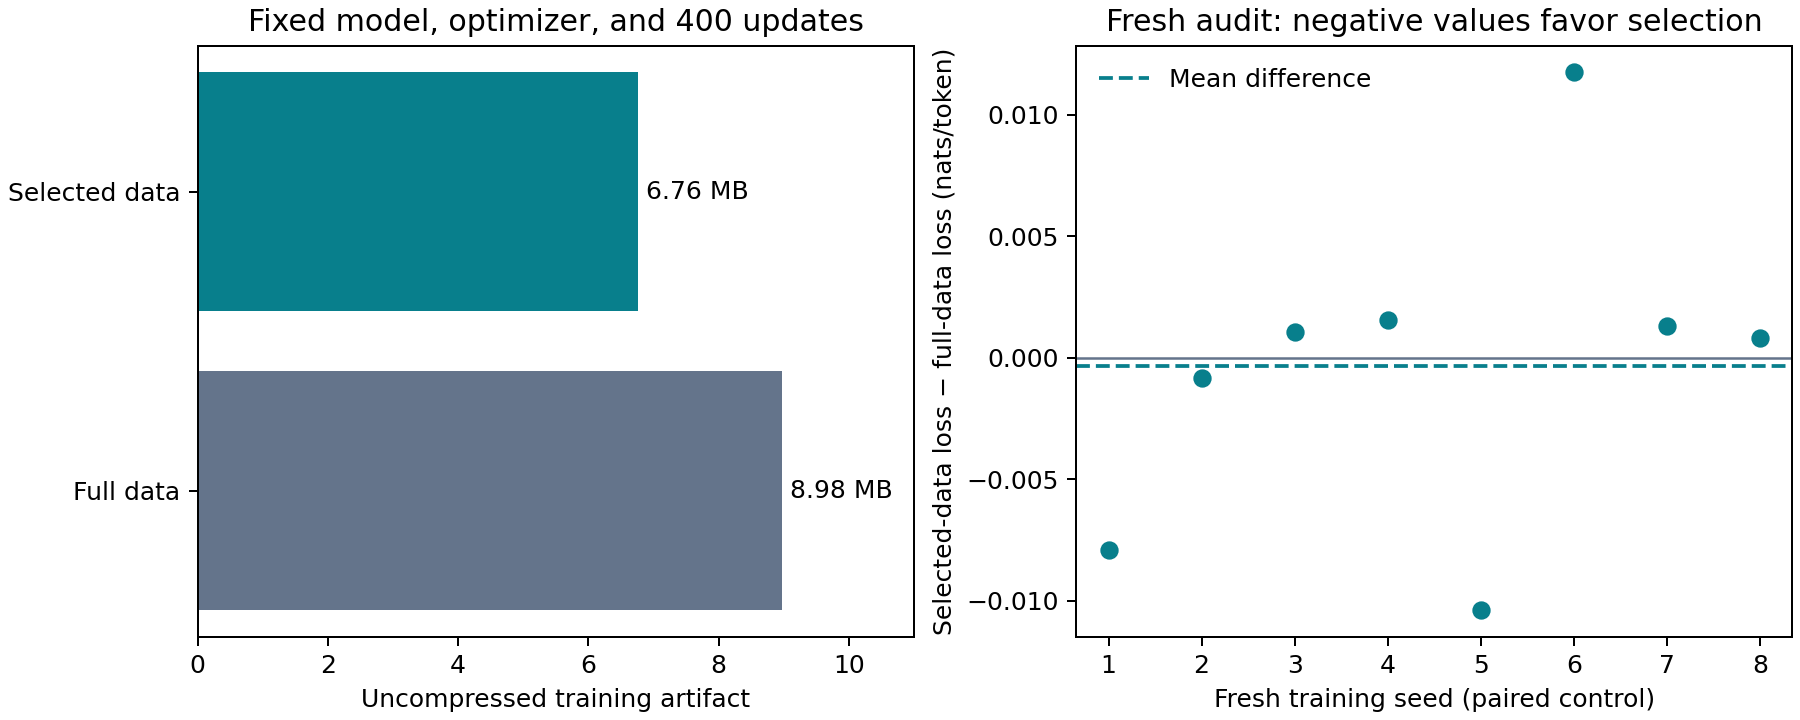 Fixed model, optimizer, and 400 updates
Selected data
6.76 MB
Full data
8.98 MB
0 2 4 6 8 10
Uncompressed training artifact
Fresh audit: negative values favor selection
Mean difference
Selected-data loss − full-data loss (nats/token)
0.010
0.005
0.000
−0.005
−0.010
1 2 3 4 5 6 7 8
Fresh training seed (paired control)